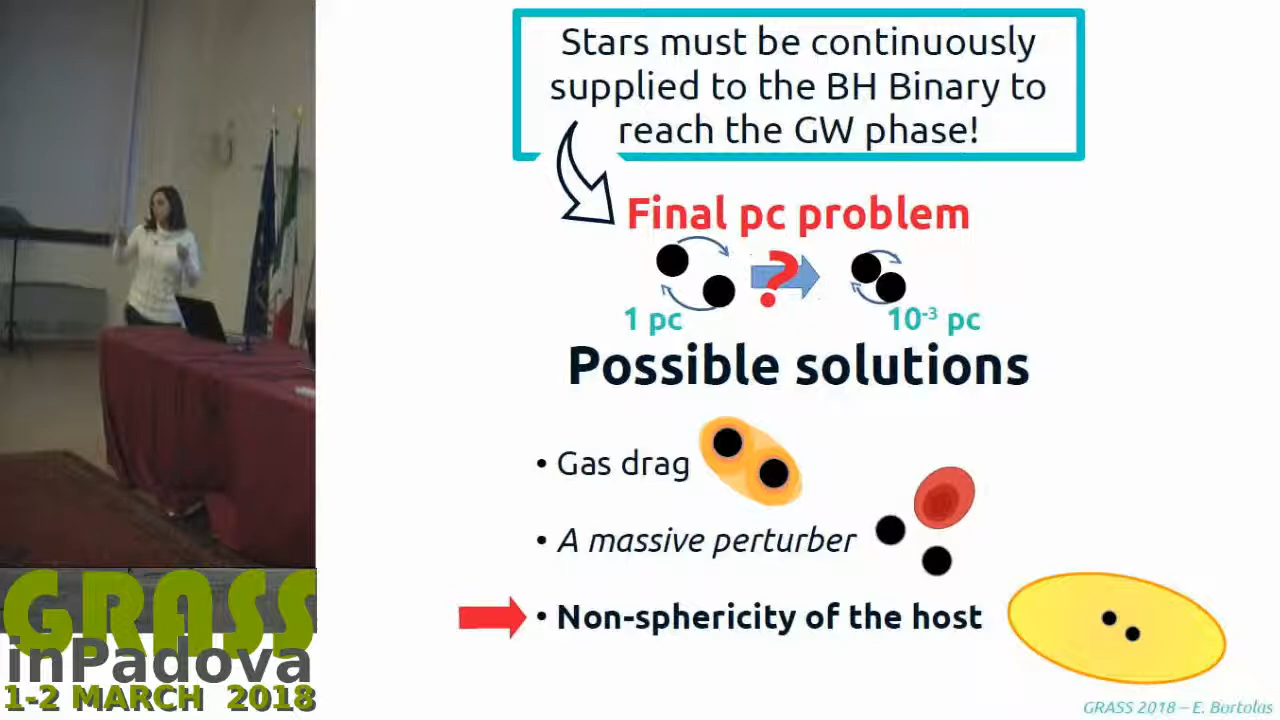 Stars must be continuously
supplied to the BH Binary to
reach the GW phase!
Final pc problem
?
1 pc
10⁻³ pc
Possible solutions
• Gas drag
• A massive perturber
• Non-sphericity of the host
GRASS
inPadova
1-2 MARCH 2018
GRASS 2018 – E. Bortolas